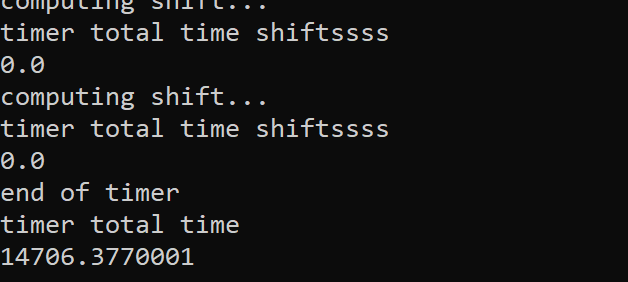 computing shift...
timer total time shiftssss
0.0
computing shift...
timer total time shiftssss
0.0
end of timer
timer total time
14706.3770001